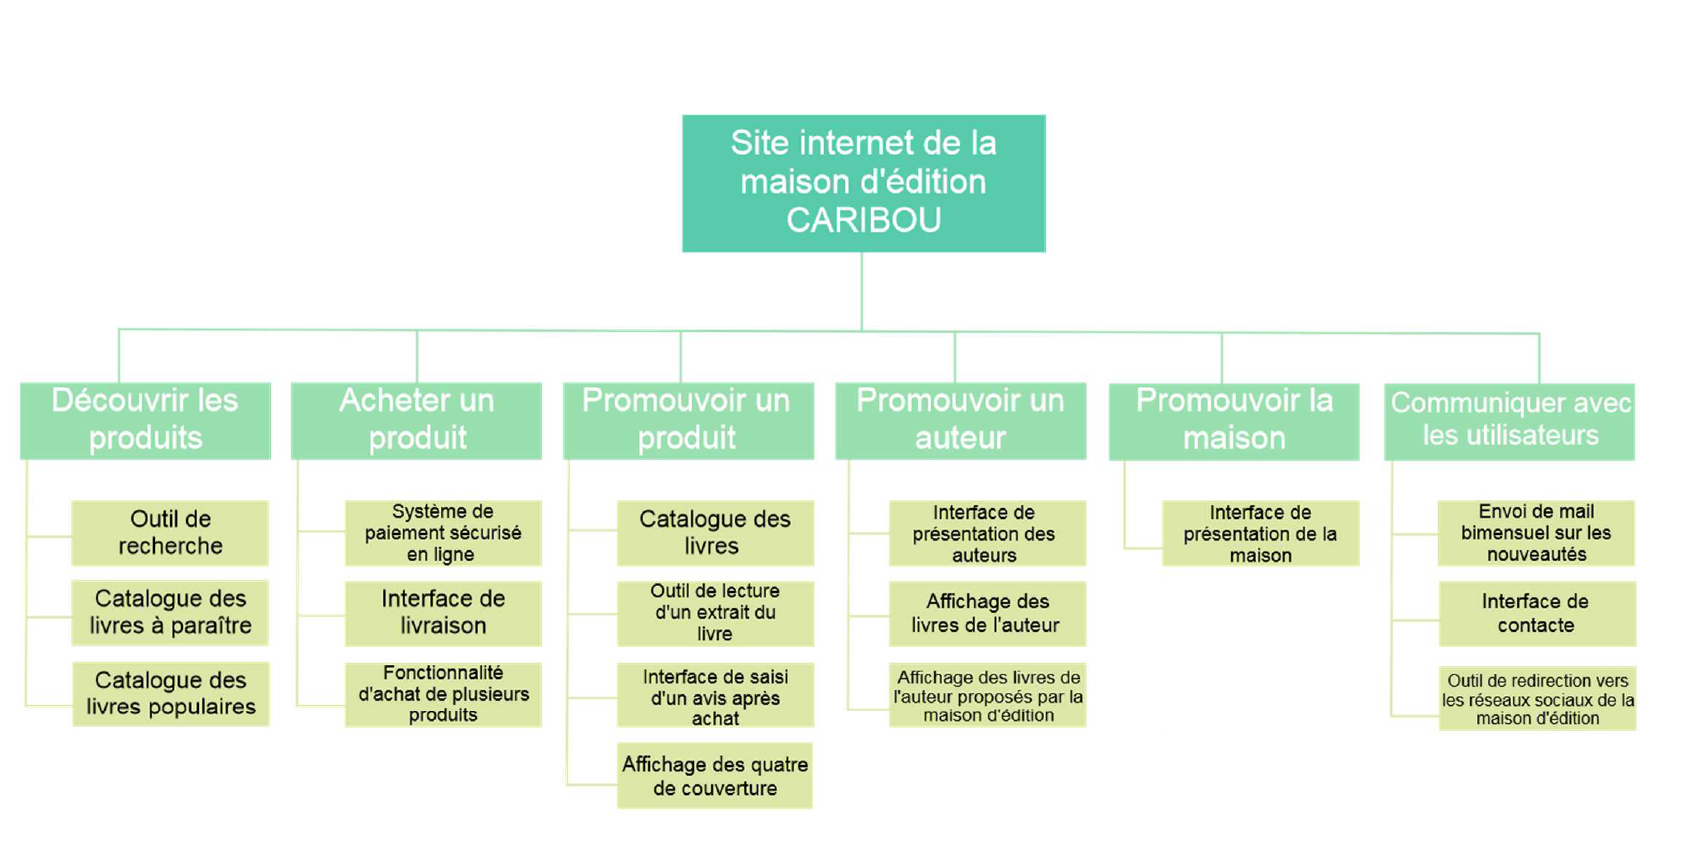 Site internet de la
maison d'édition
CARIBOU
Découvrir les
produits
Outil de
recherche
Catalogue des
livres à paraître
Catalogue des
livres populaires
Acheter un
produit
Système de
paiement sécurisé
en ligne
Interface de
livraison
Fonctionnalité
d'achat de plusieurs
produits
Promouvoir un
produit
Catalogue des
livres
Outil de lecture
d'un extrait du
livre
Interface de saisi
d'un avis après
achat
Affichage des quatre
de couverture
Promouvoir un
auteur
Interface de
présentation des
auteurs
Affichage des
livres de l'auteur
Affichage des livres de
l'auteur proposés par la
maison d'édition
Promouvoir la
maison
Interface de
présentation de la
maison
Communiquer avec
les utilisateurs
Envoi de mail
bimensuel sur les
nouveautés
Interface de
contacte
Outil de redirection vers
les réseaux sociaux de la
maison d'édition